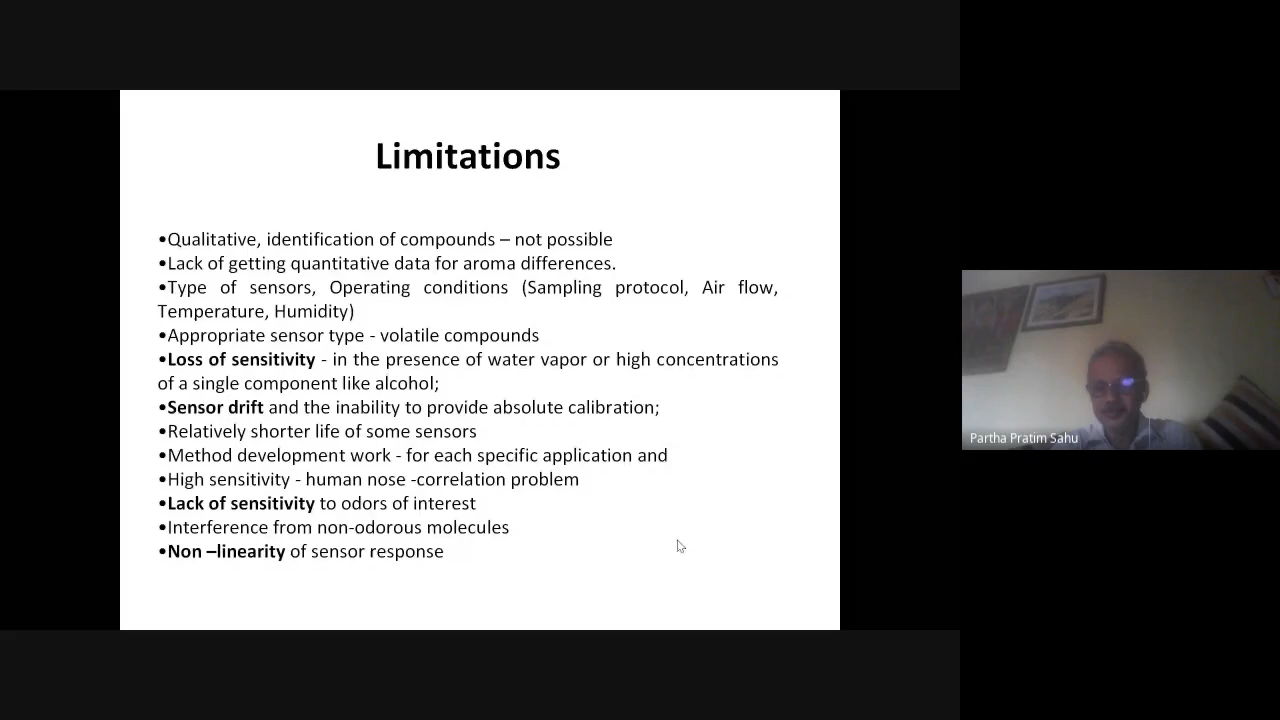 Limitations
•Qualitative, identification of compounds – not possible
•Lack of getting quantitative data for aroma differences.
•Type of sensors, Operating conditions (Sampling protocol, Air flow,
Temperature, Humidity)
•Appropriate sensor type - volatile compounds
•Loss of sensitivity - in the presence of water vapor or high concentrations
of a single component like alcohol;
•Sensor drift and the inability to provide absolute calibration;
•Relatively shorter life of some sensors
•Method development work - for each specific application and
•High sensitivity - human nose -correlation problem
•Lack of sensitivity to odors of interest
•Interference from non-odorous molecules
•Non –linearity of sensor response
Partha Pratim Sahu